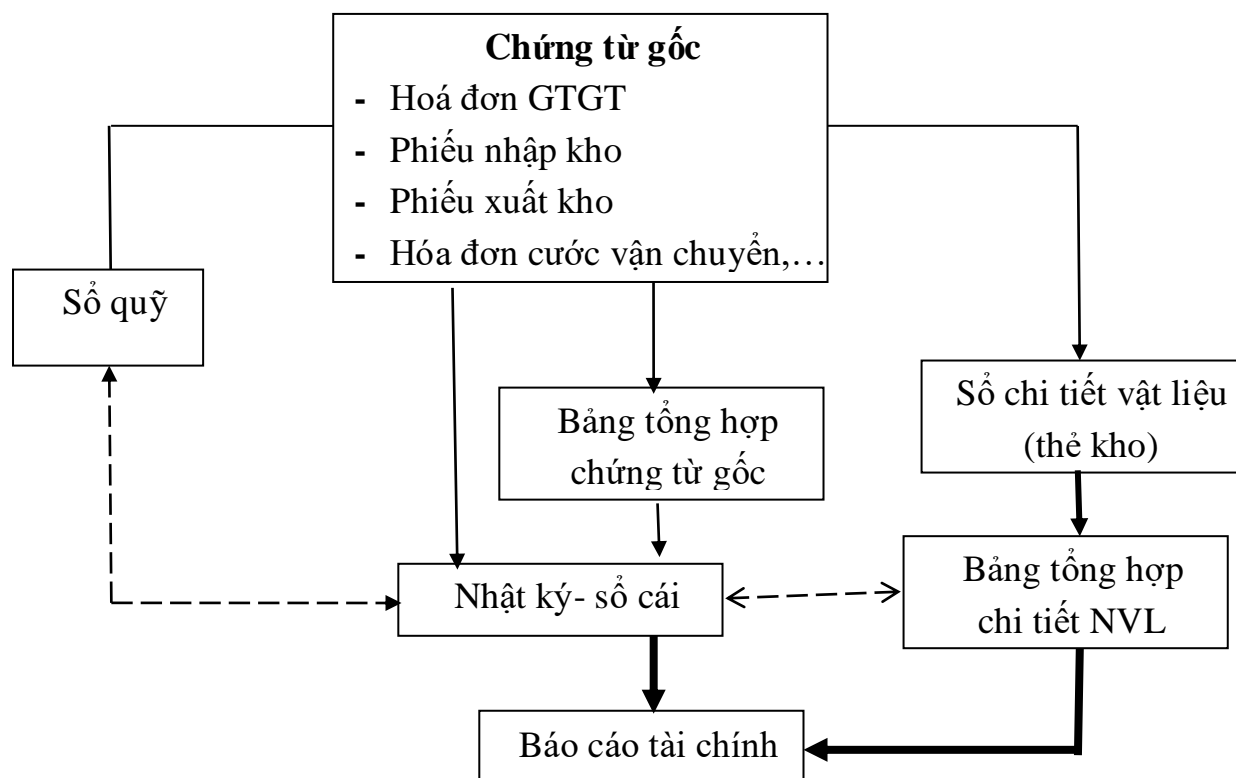 Chứng từ gốc
- Hoá đơn GTGT
- Phiếu nhập kho
- Phiếu xuất kho
- Hóa đơn cước vận chuyển,…
Sổ quỹ
Bảng tổng hợp
chứng từ gốc
Sổ chi tiết vật liệu
(thẻ kho)
Nhật ký- sổ cái
Bảng tổng hợp
chi tiết NVL
Báo cáo tài chính